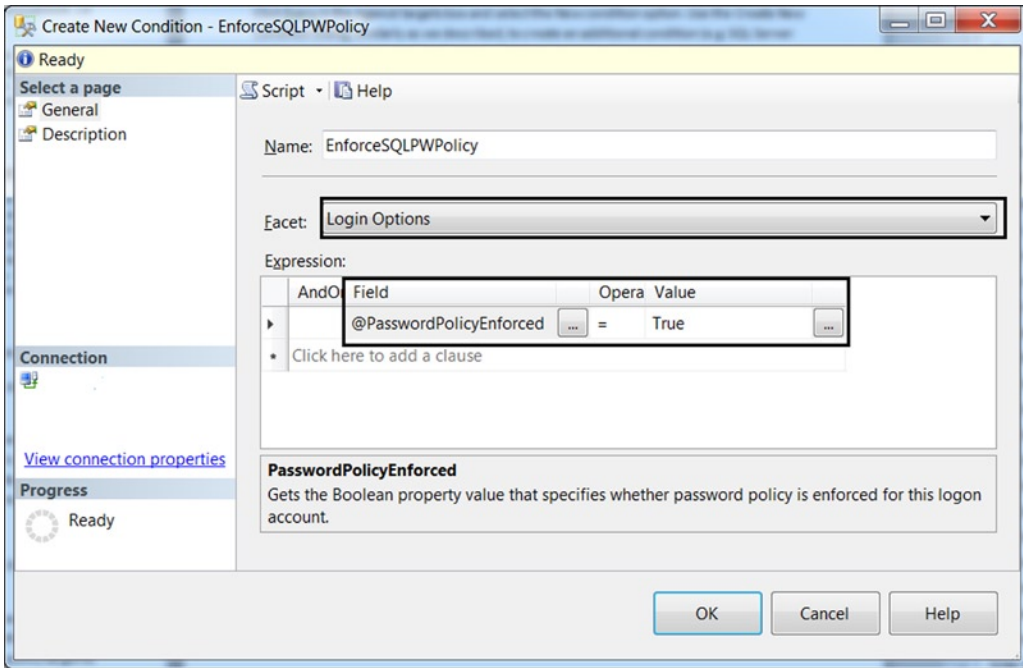 Create New Condition - EnforceSQLPWPolicy
Ready
Select a page
General
Description
Script Help
Name: EnforceSQLPWPolicy
Facet: Login Options
Expression:
AndO Field Opera Value
@PasswordPolicyEnforced ... = True ...
Click here to add a clause
Connection
View connection properties
Progress
Ready
PasswordPolicyEnforced
Gets the Boolean property value that specifies whether password policy is enforced for this logon
account.
OK Cancel Help